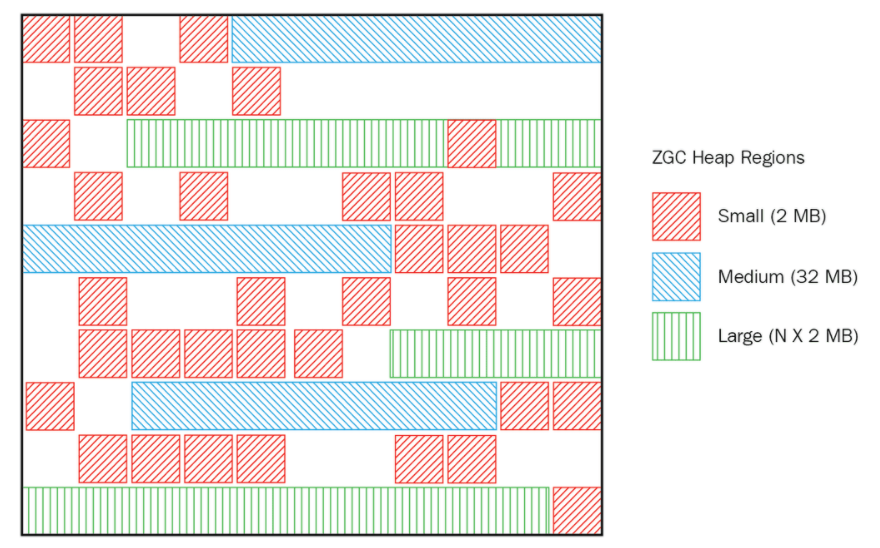 ZGC Heap Regions
Small (2 MB)
Medium (32 MB)
Large (N X 2 MB)